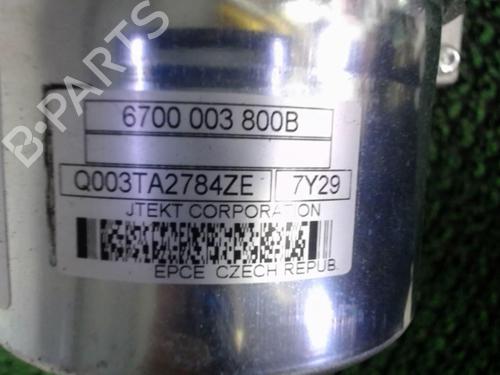 B-PARTS
6700 003 800B
Q003TA2784ZE 7Y29
JTEKT CORPORATION
EPCE CZECH REPUB